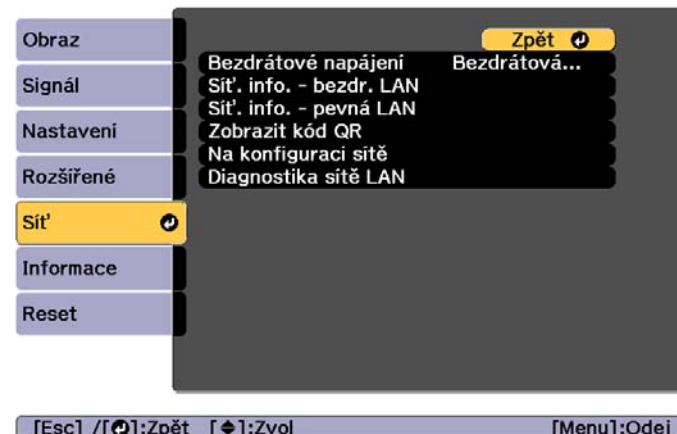 Obraz
Signál
Nastavení
Rozšířené
Síť
Informace
Reset
Zpět
Bezdrátové napájení Bezdrátová...
Síť. info. - bezdr. LAN
Síť. info. - pevná LAN
Zobrazit kód QR
Na konfiguraci sítě
Diagnostika sítě LAN
[Esc] /[⏎]:Zpět [◆]:Zvol [Menu]:Odej